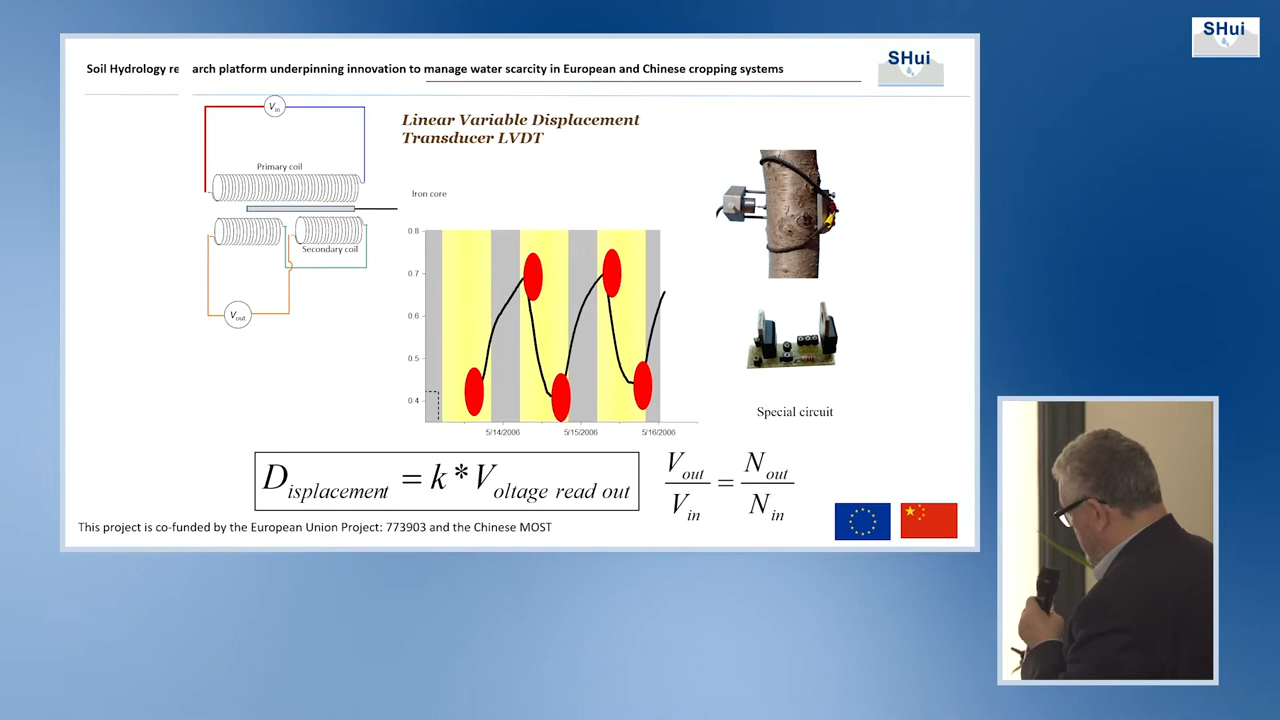 SHui
Soil Hydrology re arch platform underpinning innovation to manage water scarcity in European and Chinese cropping systems
SHui
Vin
Linear Variable Displacement
Transducer LVDT
Primary coil
Iron core
Secondary coil
Vout
0.8
0.7
0.6
0.5
0.4
5/14/2006
5/15/2006
5/16/2006
Special circuit
Displacement = k * Voltage read out
Vout / Vin = Nout / Nin
This project is co-funded by the European Union Project: 773903 and the Chinese MOST